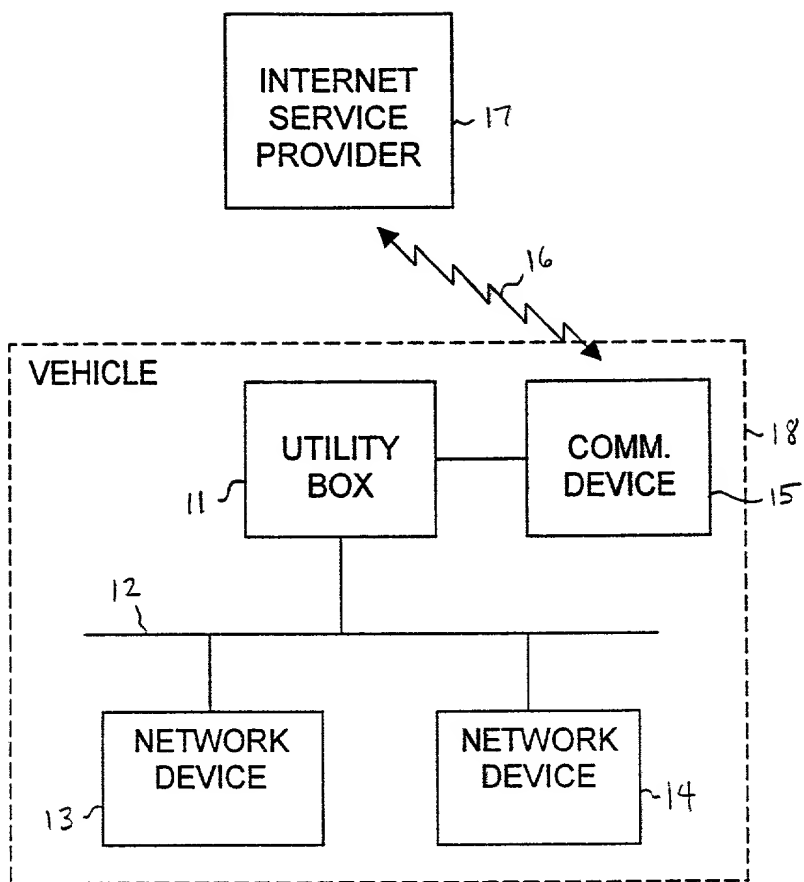 INTERNET
SERVICE
PROVIDER
17
16
VEHICLE
18
UTILITY
BOX
11
COMM.
DEVICE
15
12
NETWORK
DEVICE
13
NETWORK
DEVICE
14